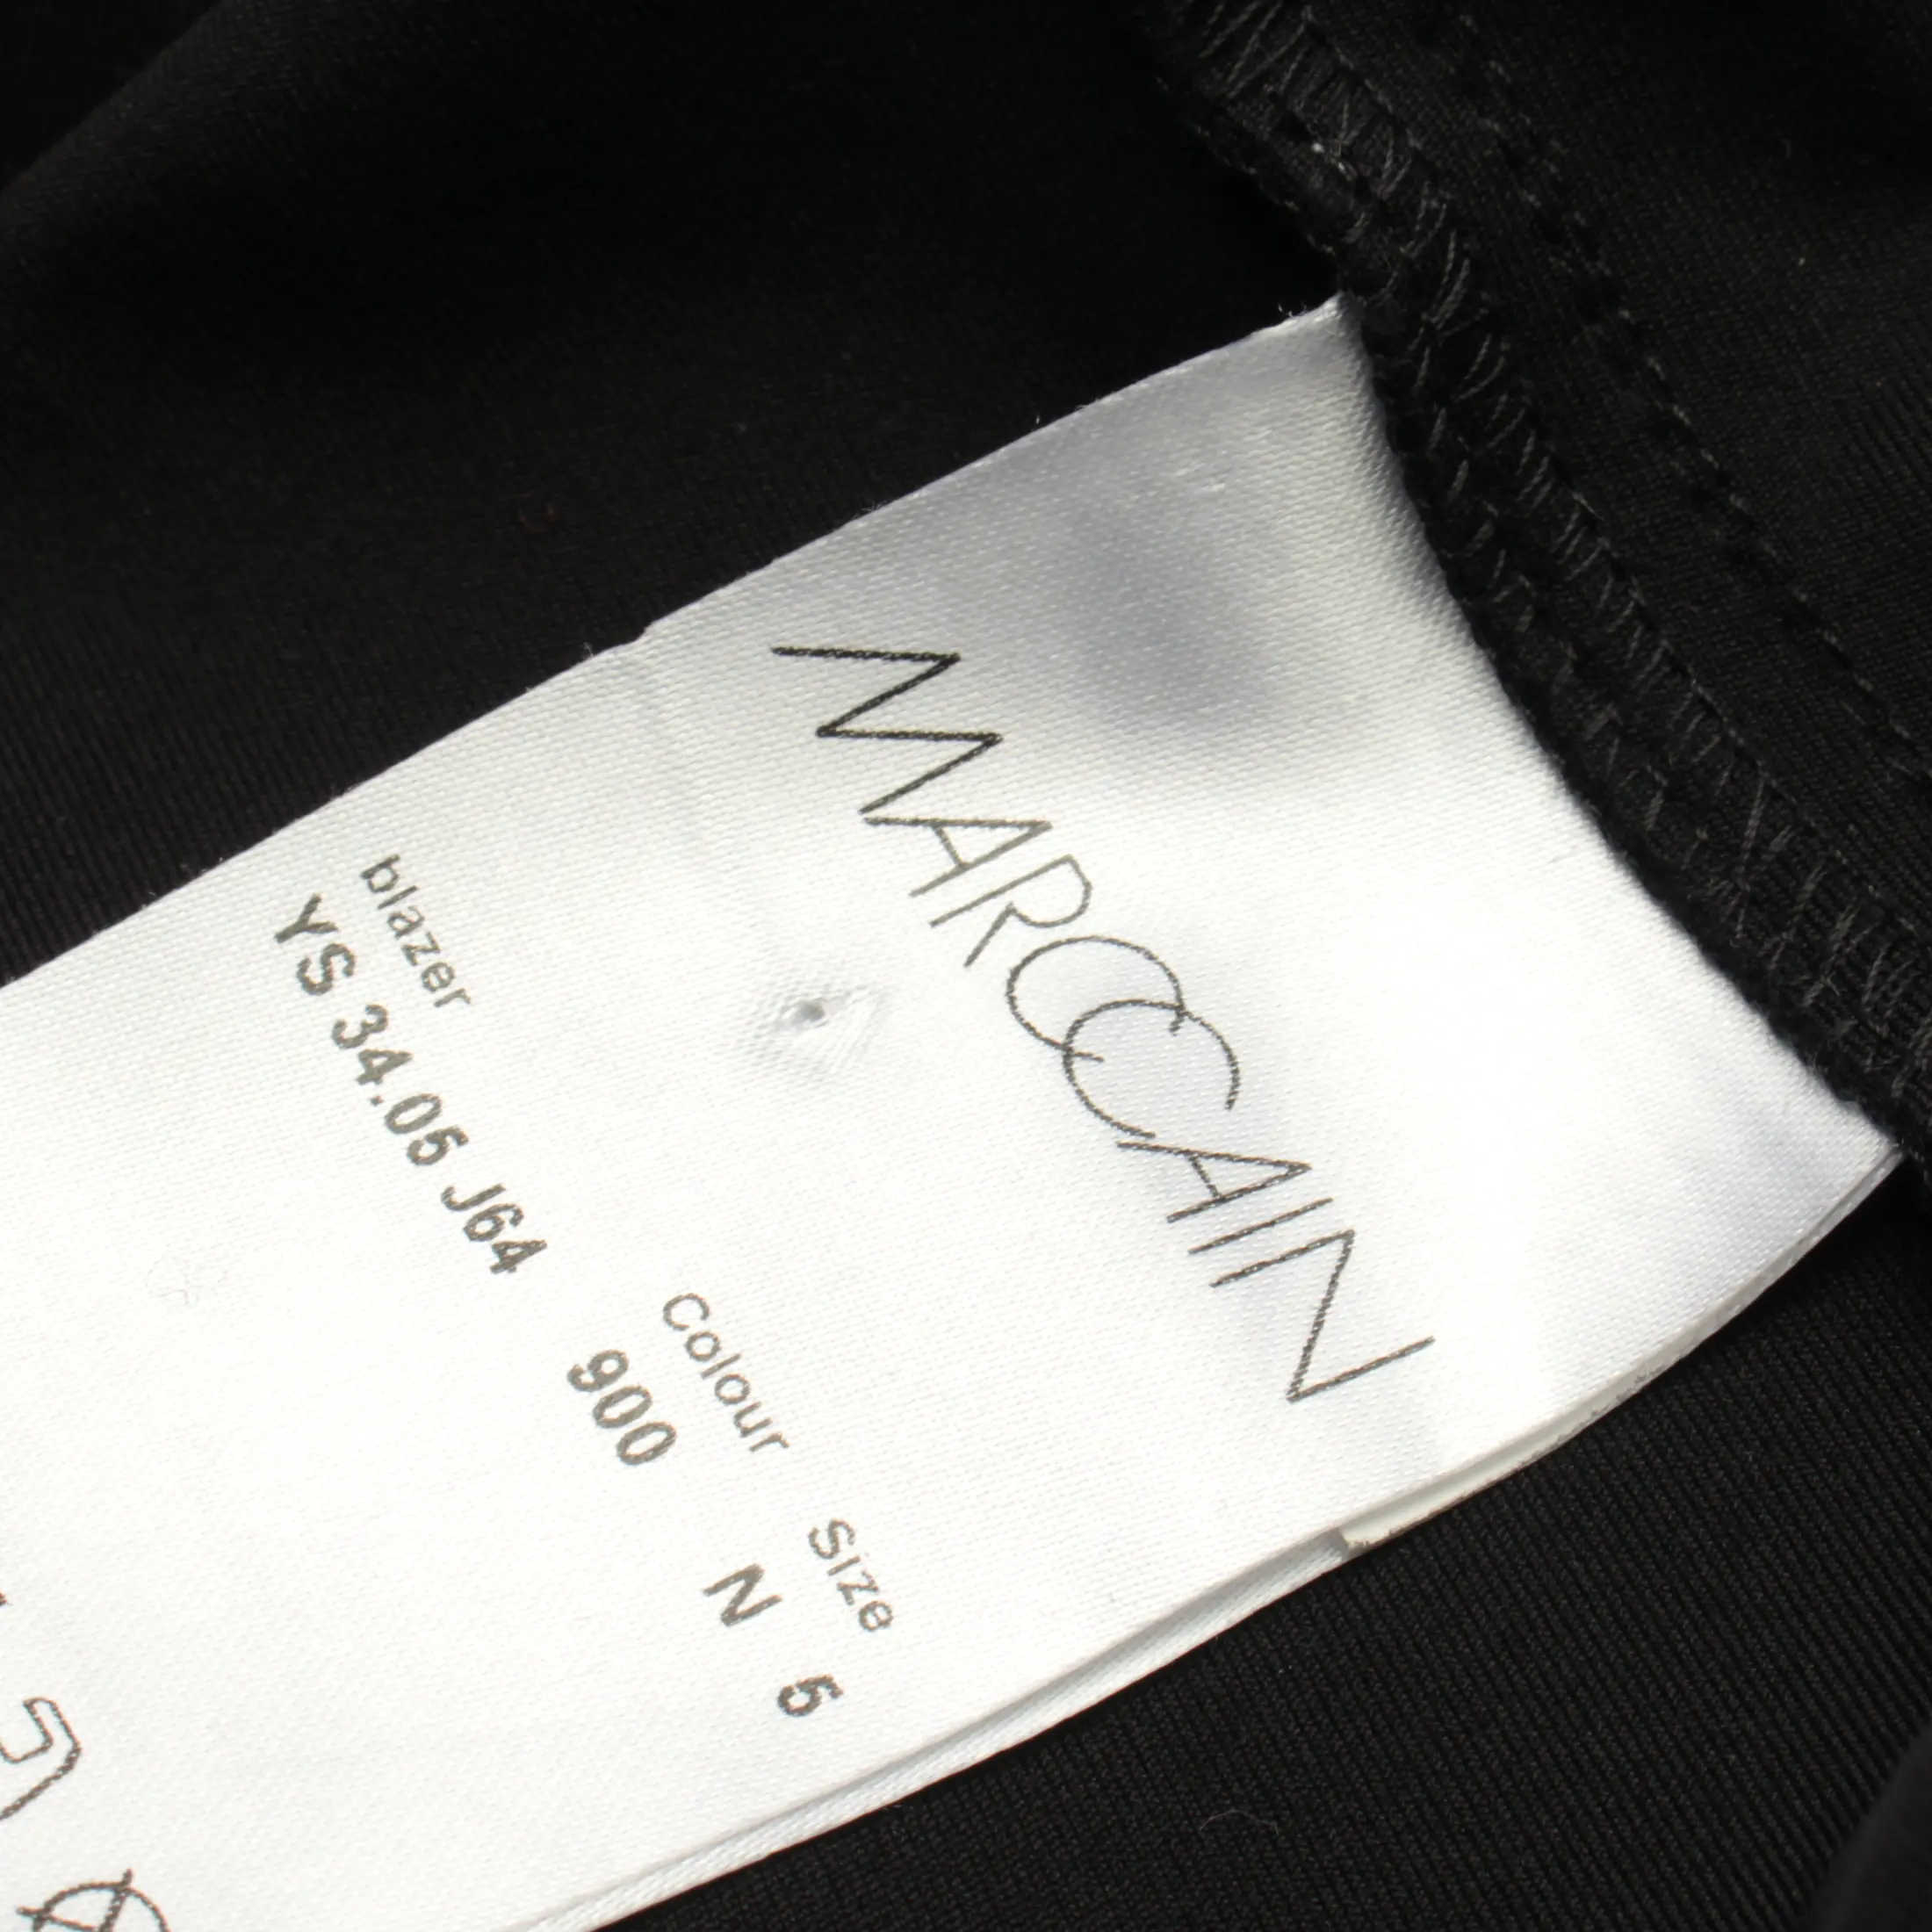 MARCCAIN
blazer Colour Size
YS 34.05 J64 900 N 5